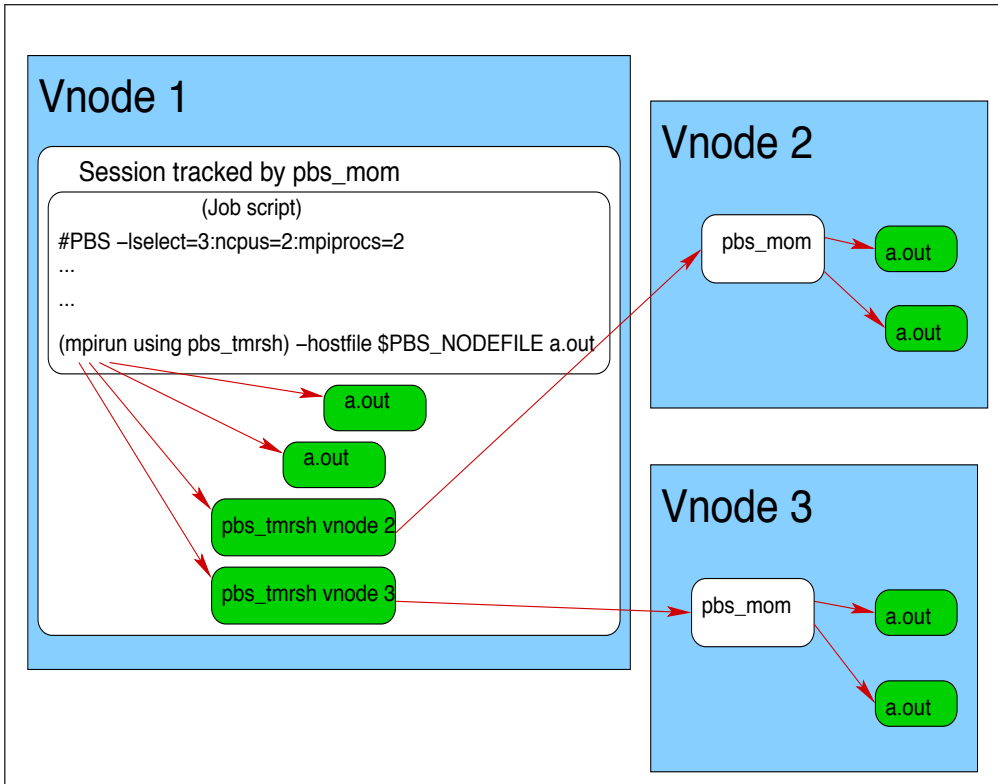 Vnode 1
Session tracked by pbs_mom
(Job script)
#PBS –lselect=3:ncpus=2:mpiprocs=2
...
...
(mpirun using pbs_tmrsh) –hostfile $PBS_NODEFILE a.out
a.out
a.out
pbs_tmrsh vnode 2
pbs_tmrsh vnode 3
Vnode 2
pbs_mom
a.out
a.out
Vnode 3
pbs_mom
a.out
a.out